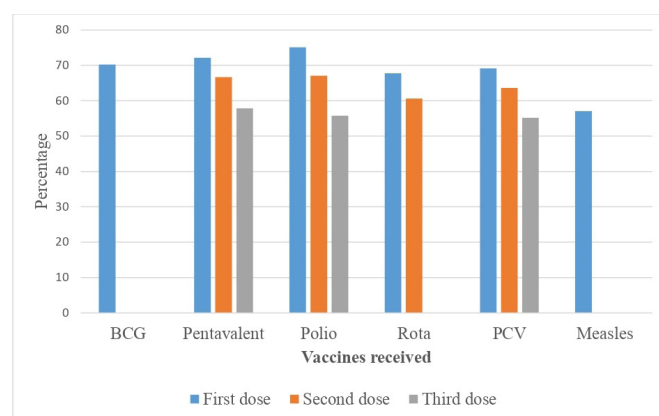 80
70
60
50
40
30
20
10
0
Percentage
BCG Pentavalent Polio Rota PCV Measles
Vaccines received
First dose Second dose Third dose